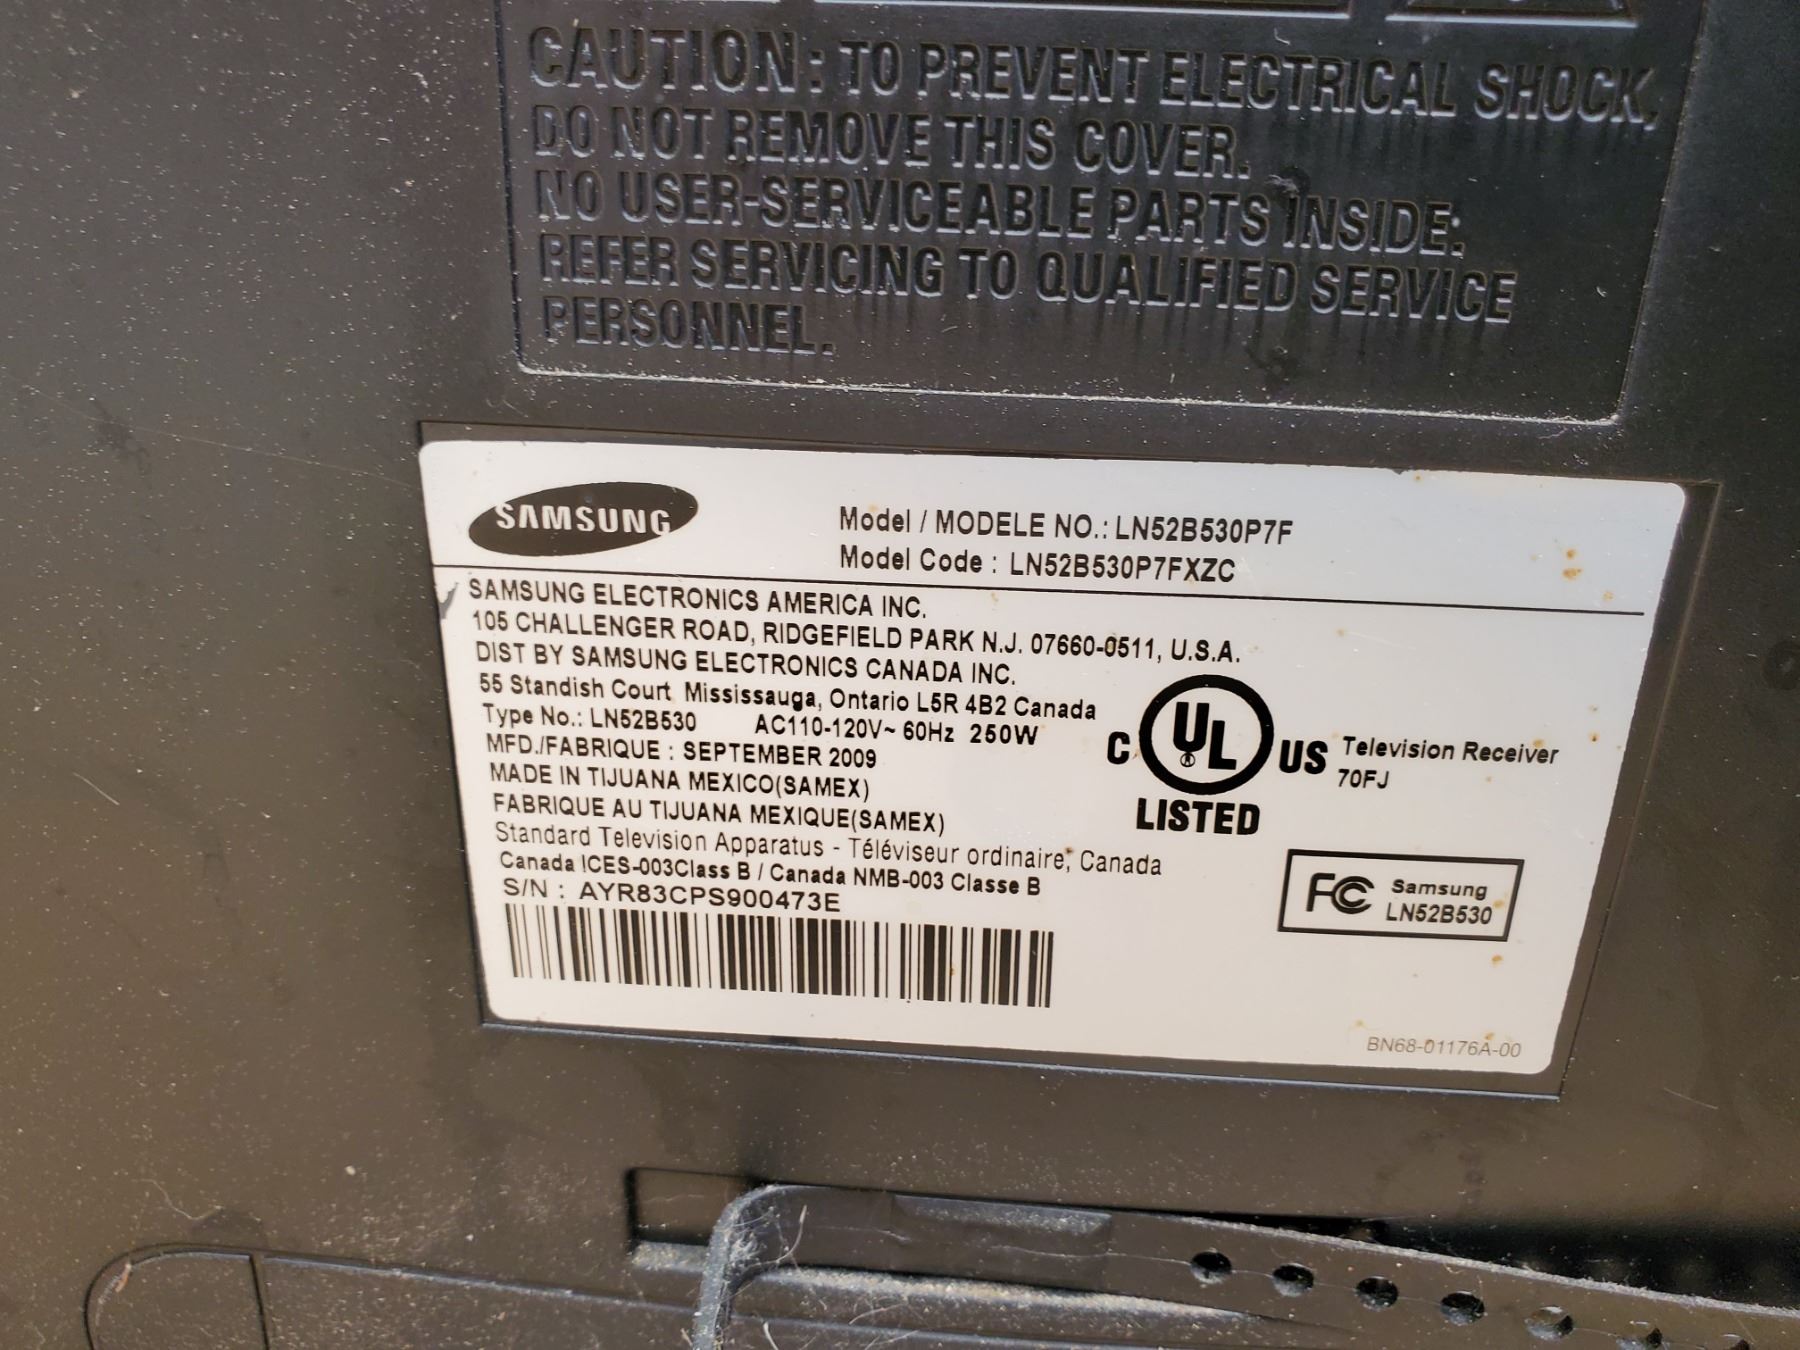 CAUTION: TO PREVENT ELECTRICAL SHOCK,
DO NOT REMOVE THIS COVER.
NO USER-SERVICEABLE PARTS INSIDE:
REFER SERVICING TO QUALIFIED SERVICE
PERSONNEL.
SAMSUNG
Model / MODELE NO.: LN52B530P7F
Model Code : LN52B530P7FXZC
SAMSUNG ELECTRONICS AMERICA INC.
105 CHALLENGER ROAD, RIDGEFIELD PARK N.J. 07660-0511, U.S.A.
DIST BY SAMSUNG ELECTRONICS CANADA INC.
55 Standish Court Mississauga, Ontario L5R 4B2 Canada
Type No.: LN52B530 AC110-120V~ 60Hz 250W
MFD./FABRIQUE : SEPTEMBER 2009
MADE IN TIJUANA MEXICO(SAMEX)
FABRIQUE AU TIJUANA MEXIQUE(SAMEX)
Standard Television Apparatus - Téléviseur ordinaire, Canada
Canada ICES-003Class B / Canada NMB-003 Classe B
S/N : AYR83CPS900473E
C UL US
LISTED
Television Receiver
70FJ
FC Samsung
LN52B530
BN68-01176A-00